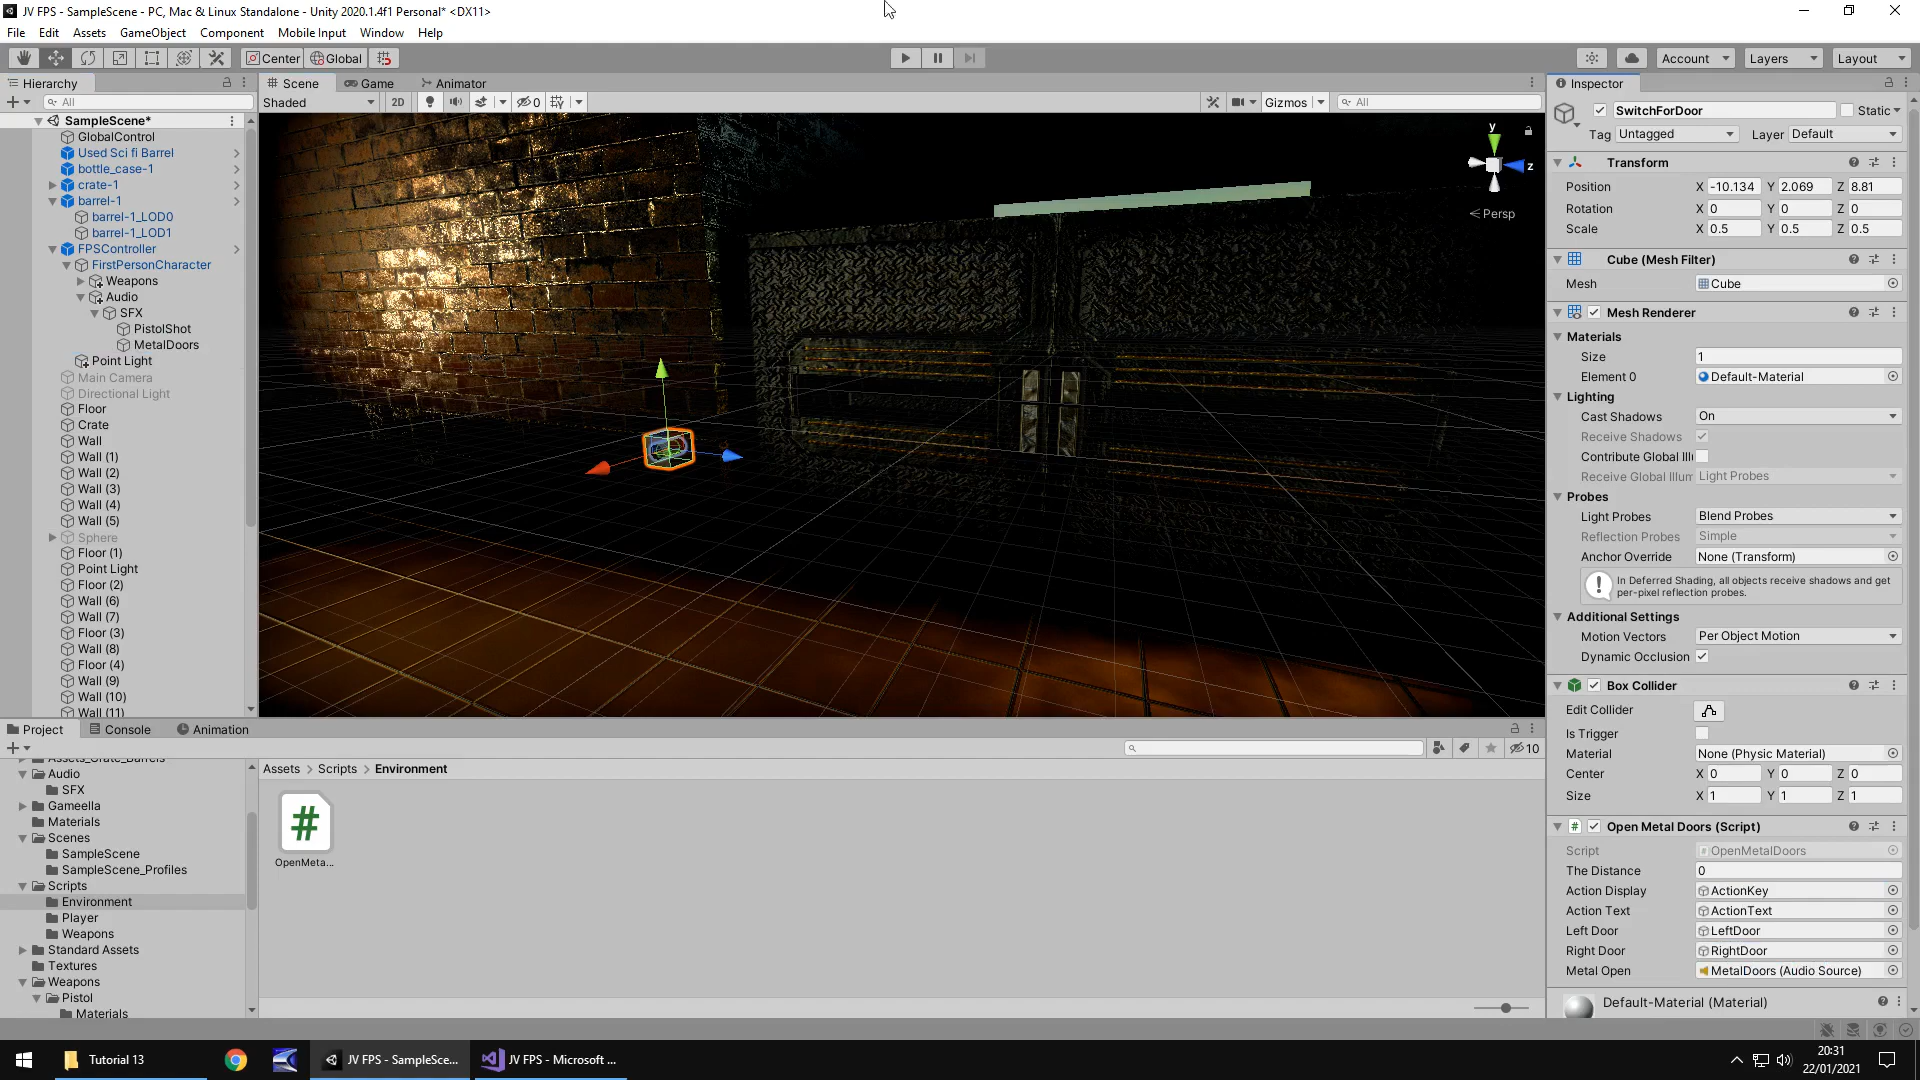 JV FPS - SampleScene - PC, Mac & Linux Standalone - Unity 2020.1.4f1 Personal* <DX11>
File Edit Assets GameObject Component Mobile Input Window Help
Center Global Account Layers Layout
Hierarchy Scene Game Animator Inspector
All Shaded 2D 0 Gizmos All
SwitchForDoor Static
Tag Untagged Layer Default
SampleScene*
GlobalControl
Used Sci fi Barrel
bottle_case-1
crate-1
barrel-1
barrel-1_LOD0
barrel-1_LOD1
FPSController
FirstPersonCharacter
Weapons
Audio
SFX
PistolShot
MetalDoors
Point Light
Main Camera
Directional Light
Floor
Crate
Wall
Wall (1)
Wall (2)
Wall (3)
Wall (4)
Wall (5)
Sphere
Floor (1)
Point Light
Floor (2)
Wall (6)
Wall (7)
Floor (3)
Wall (8)
Floor (4)
Wall (9)
Wall (10)
Wall (11)
y
z
Persp
Transform
Position X -10.134 Y 2.069 Z 8.81
Rotation X 0 Y 0 Z 0
Scale X 0.5 Y 0.5 Z 0.5
Cube (Mesh Filter)
Mesh Cube
Mesh Renderer
Materials
Size 1
Element 0 Default-Material
Lighting
Cast Shadows On
Receive Shadows
Contribute Global Illu
Receive Global Illum Light Probes
Probes
Light Probes Blend Probes
Reflection Probes Simple
Anchor Override None (Transform)
In Deferred Shading, all objects receive shadows and get
per-pixel reflection probes.
Additional Settings
Motion Vectors Per Object Motion
Dynamic Occlusion
Box Collider
Edit Collider
Is Trigger
Material None (Physic Material)
Center X 0 Y 0 Z 0
Size X 1 Y 1 Z 1
Open Metal Doors (Script)
Script OpenMetalDoors
The Distance 0
Action Display ActionKey
Action Text ActionText
Left Door LeftDoor
Right Door RightDoor
Metal Open MetalDoors (Audio Source)
Default-Material (Material)
Project Console Animation
10
Assets_Crate_Barrels
Audio
SFX
Gameella
Materials
Scenes
SampleScene
SampleScene_Profiles
Scripts
Environment
Player
Weapons
Standard Assets
Textures
Weapons
Pistol
Materials
Assets > Scripts > Environment
#
OpenMeta...
Tutorial 13 JV FPS - SampleSce... JV FPS - Microsoft ...
20:31
22/01/2021